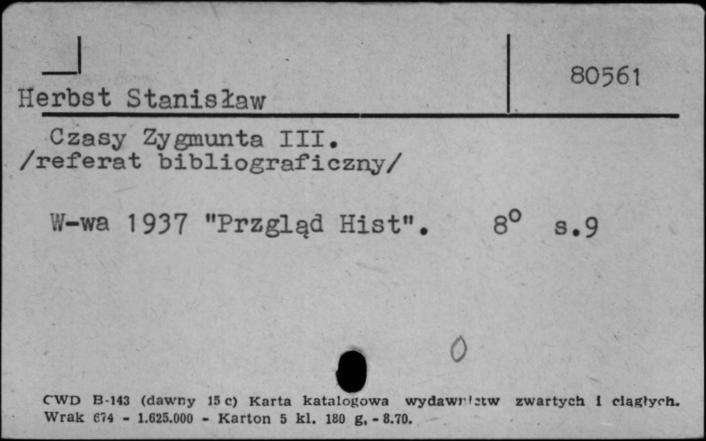 80561
Herbst Stanisław
Czasy Zygmunta III.
/referat bibliograficzny/
W-wa 1937 "Przgląd Hist". 8° s.9
0
CWD B-143 (dawny 15 c) Karta katalogowa wydawnictw zwartych i ciągłych.
Wrak 674 - 1.625.000 - Karton 5 kl. 180 g. - 8.70.